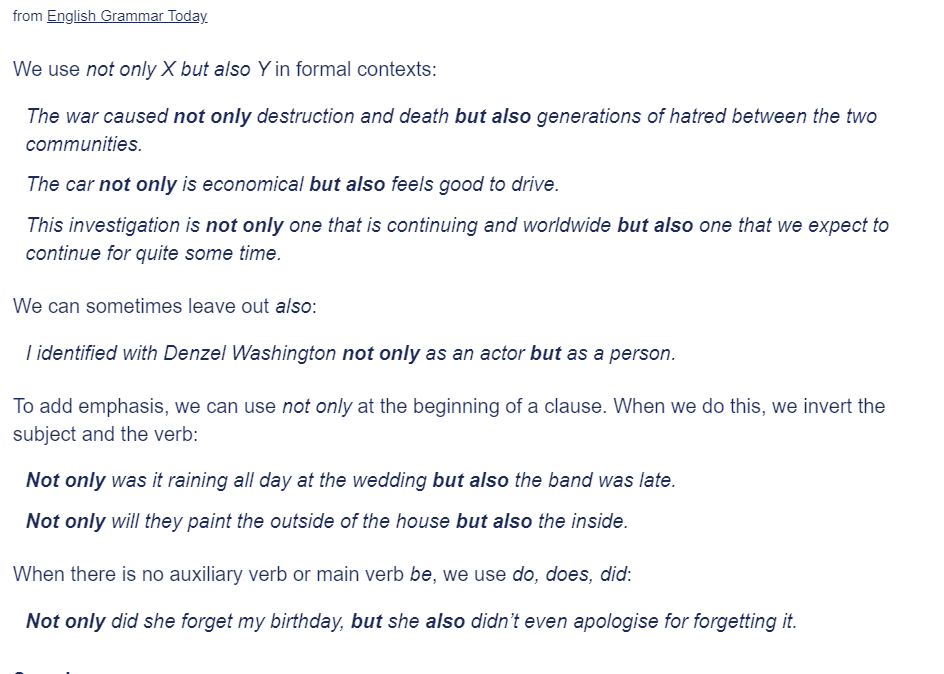 from English Grammar Today
We use not only X but also Y in formal contexts:
The war caused not only destruction and death but also generations of hatred between the two
communities.
The car not only is economical but also feels good to drive.
This investigation is not only one that is continuing and worldwide but also one that we expect to
continue for quite some time.
We can sometimes leave out also:
I identified with Denzel Washington not only as an actor but as a person.
To add emphasis, we can use not only at the beginning of a clause. When we do this, we invert the
subject and the verb:
Not only was it raining all day at the wedding but also the band was late.
Not only will they paint the outside of the house but also the inside.
When there is no auxiliary verb or main verb be, we use do, does, did:
Not only did she forget my birthday, but she also didn’t even apologise for forgetting it.